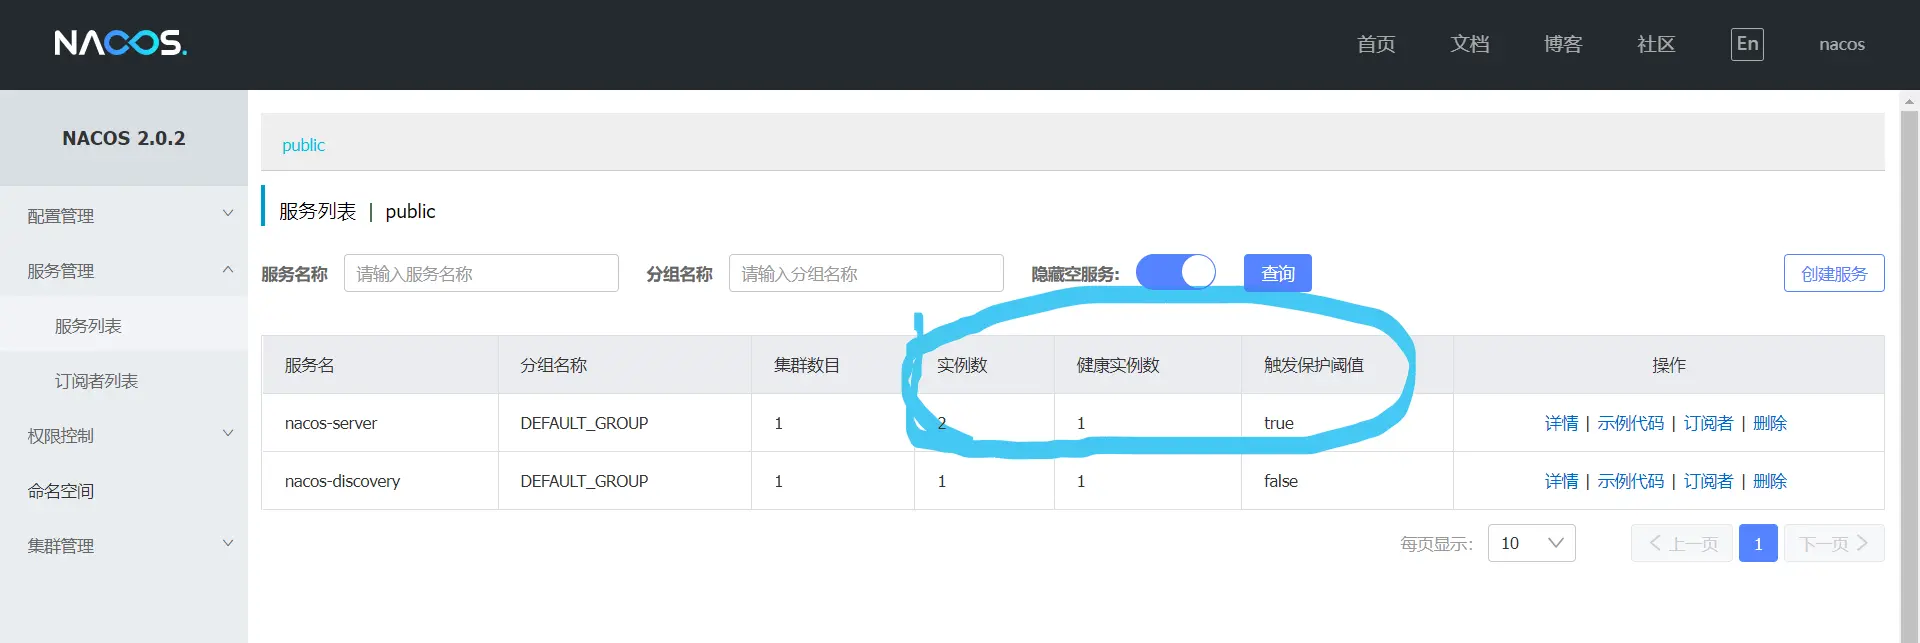 NACOS.
首页 文档 博客 社区 En nacos
NACOS 2.0.2
配置管理
服务管理
服务列表
订阅者列表
权限控制
命名空间
集群管理
public
服务列表 | public
服务名称 请输入服务名称 分组名称 请输入分组名称 隐藏空服务: 查询 创建服务
服务名 分组名称 集群数目 实例数 健康实例数 触发保护阈值 操作
nacos-server DEFAULT_GROUP 1 2 1 true 详情 | 示例代码 | 订阅者 | 删除
nacos-discovery DEFAULT_GROUP 1 1 1 false 详情 | 示例代码 | 订阅者 | 删除
每页显示: 10 上一页 1 下一页